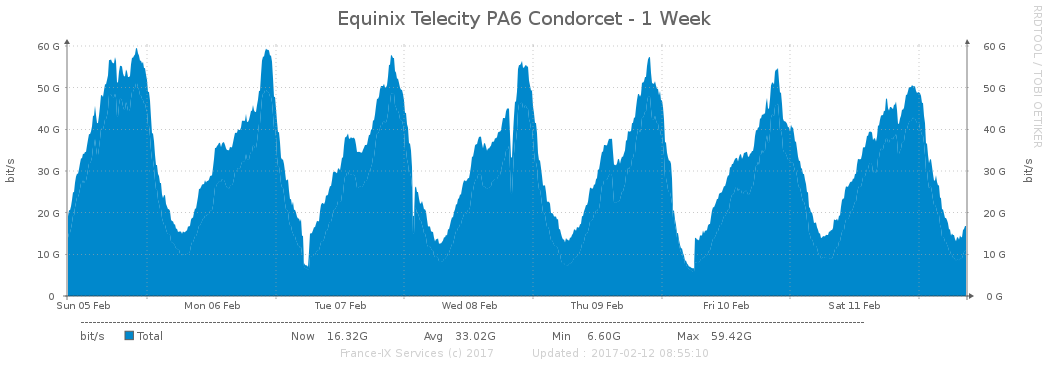 Equinix Telecity PA6 Condorcet - 1 Week
RRDTOOL / TOBI OETIKER
bit/s
60 G 60 G
50 G 50 G
40 G 40 G
30 G 30 G
20 G 20 G
10 G 10 G
0 0 G
bit/s
Sun 05 Feb Mon 06 Feb Tue 07 Feb Wed 08 Feb Thu 09 Feb Fri 10 Feb Sat 11 Feb
bit/s Total Now 16.32G Avg 33.02G Min 6.60G Max 59.42G
France-IX Services (c) 2017 Updated : 2017-02-12 08:55:10